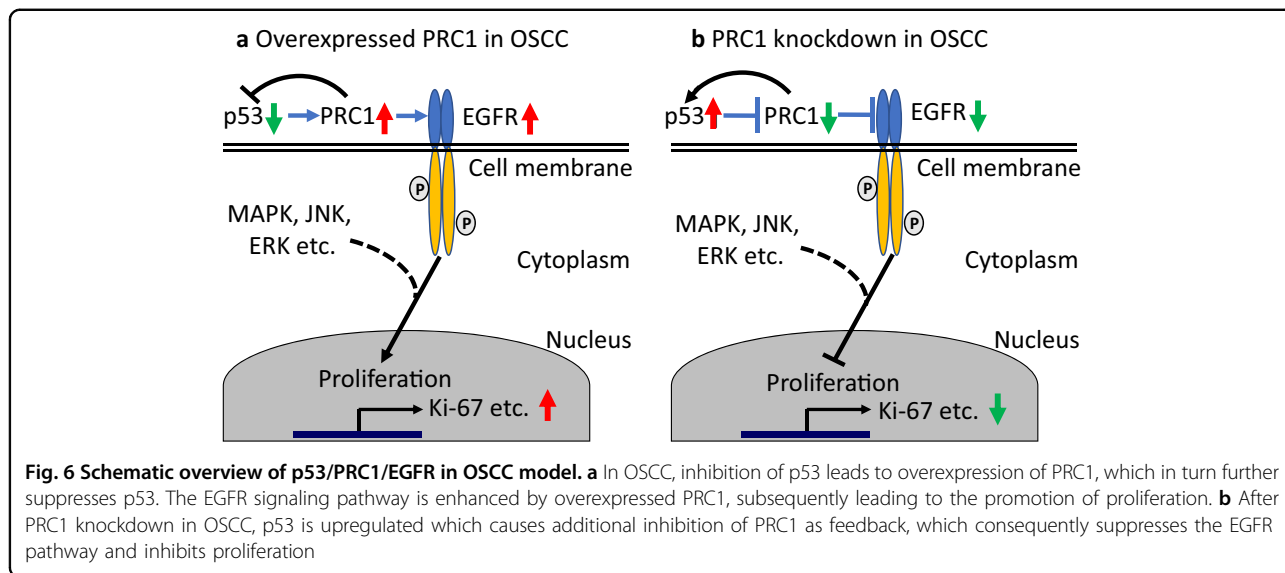 a Overexpressed PRC1 in OSCC
p53 PRC1 EGFR
Cell membrane
P
P
MAPK, JNK,
ERK etc.
Cytoplasm
Nucleus
Proliferation
Ki-67 etc.
b PRC1 knockdown in OSCC
p53 PRC1 EGFR
Cell membrane
P
P
MAPK, JNK,
ERK etc.
Cytoplasm
Nucleus
Proliferation
Ki-67 etc.
Fig. 6 Schematic overview of p53/PRC1/EGFR in OSCC model. a In OSCC, inhibition of p53 leads to overexpression of PRC1, which in turn further
suppresses p53. The EGFR signaling pathway is enhanced by overexpressed PRC1, subsequently leading to the promotion of proliferation. b After
PRC1 knockdown in OSCC, p53 is upregulated which causes additional inhibition of PRC1 as feedback, which consequently suppresses the EGFR
pathway and inhibits proliferation